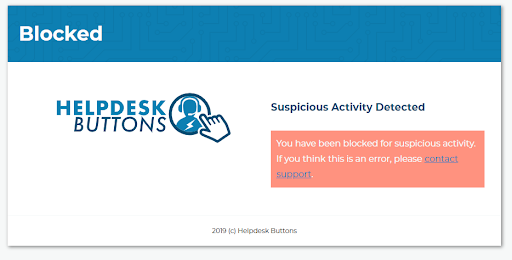 Blocked
HELPDESK
BUTTONS
Suspicious Activity Detected
You have been blocked for suspicious activity.
If you think this is an error, please contact
support.
2019 (c) Helpdesk Buttons